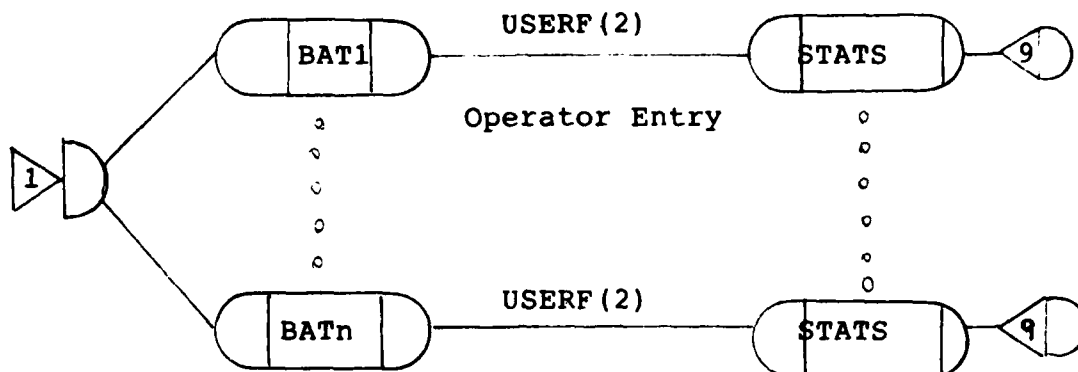 USERF(2)
BAT1
STATS
9
Operator Entry
1
USERF(2)
BATn
STATS
9